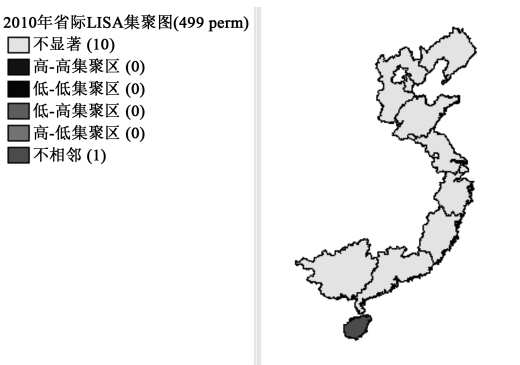 2010年省际LISA集聚图(499 perm)
不显著 (10)
高-高集聚区 (0)
低-低集聚区 (0)
低-高集聚区 (0)
高-低集聚区 (0)
不相邻 (1)